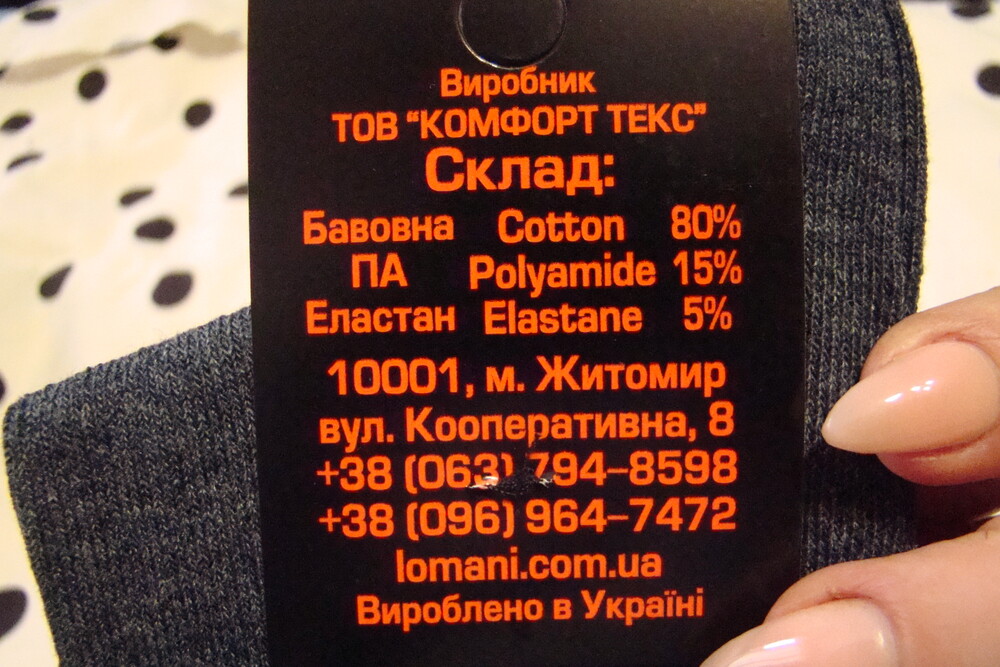 Виробник
ТОВ "КОМФОРТ ТЕКС"
Склад:
Бавовна Cotton 80%
ПА Polyamide 15%
Еластан Elastane 5%
10001, м. Житомир
вул. Кооперативна, 8
+38 (063) 794-8598
+38 (096) 964-7472
lomani.com.ua
Вироблено в Україні